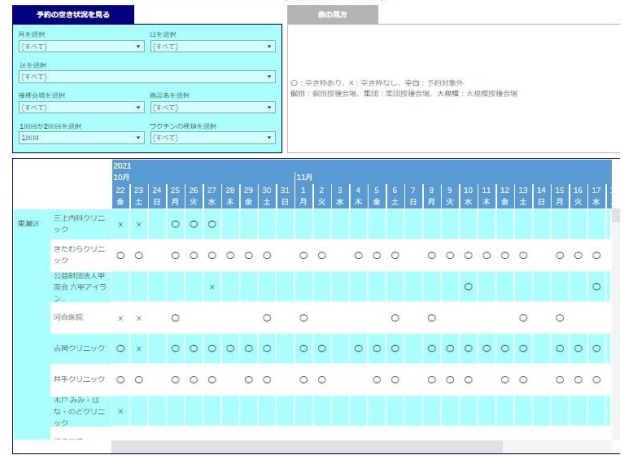 予約の空き状況を見る
表の見方
月を選択 日を選択
(すべて) (すべて)
区を選択
(すべて)
接種会場を選択 施設名を選択
(すべて) (すべて)
1回目か2回目を選択 ワクチンの種類を選択
1回目 (すべて)
○：空き枠あり、×：空き枠なし、空白：予約対象外
個別：個別接種会場、集団：集団接種会場、大規模：大規模接種会場
2021
10月 11月
22 23 24 25 26 27 28 29 30 31 1 2 3 4 5 6 7 8 9 10 11 12 13 14 15 16 17
金 土 日 月 火 水 木 金 土 日 月 火 水 木 金 土 日 月 火 水 木 金 土 日 月 火 水
東灘区 三上内科クリニ
ック × × ○ ○ ○
きたむらクリニ
ック ○ ○ ○ ○ ○ ○ ○ ○ ○ ○ ○ ○ ○ ○ ○ ○ ○ ○ ○ ○ ○ ○
公益財団法人甲
南会 六甲アイラ
ン... × ○ ○
河合医院 × × ○ ○ ○ ○ ○ ○ ○
吉岡クリニック ○ × ○ ○ ○ ○ ○ ○ ○ ○ ○ ○ ○ ○ ○ ○ ○ ○ ○ ○ ○ ○
井手クリニック ○ ○ ○ ○ ○ ○ ○ ○ ○ ○ ○ ○ ○ ○ ○ ○ ○ ○ ○
木戸 みみ・は
な・のどクリニ
ック ×